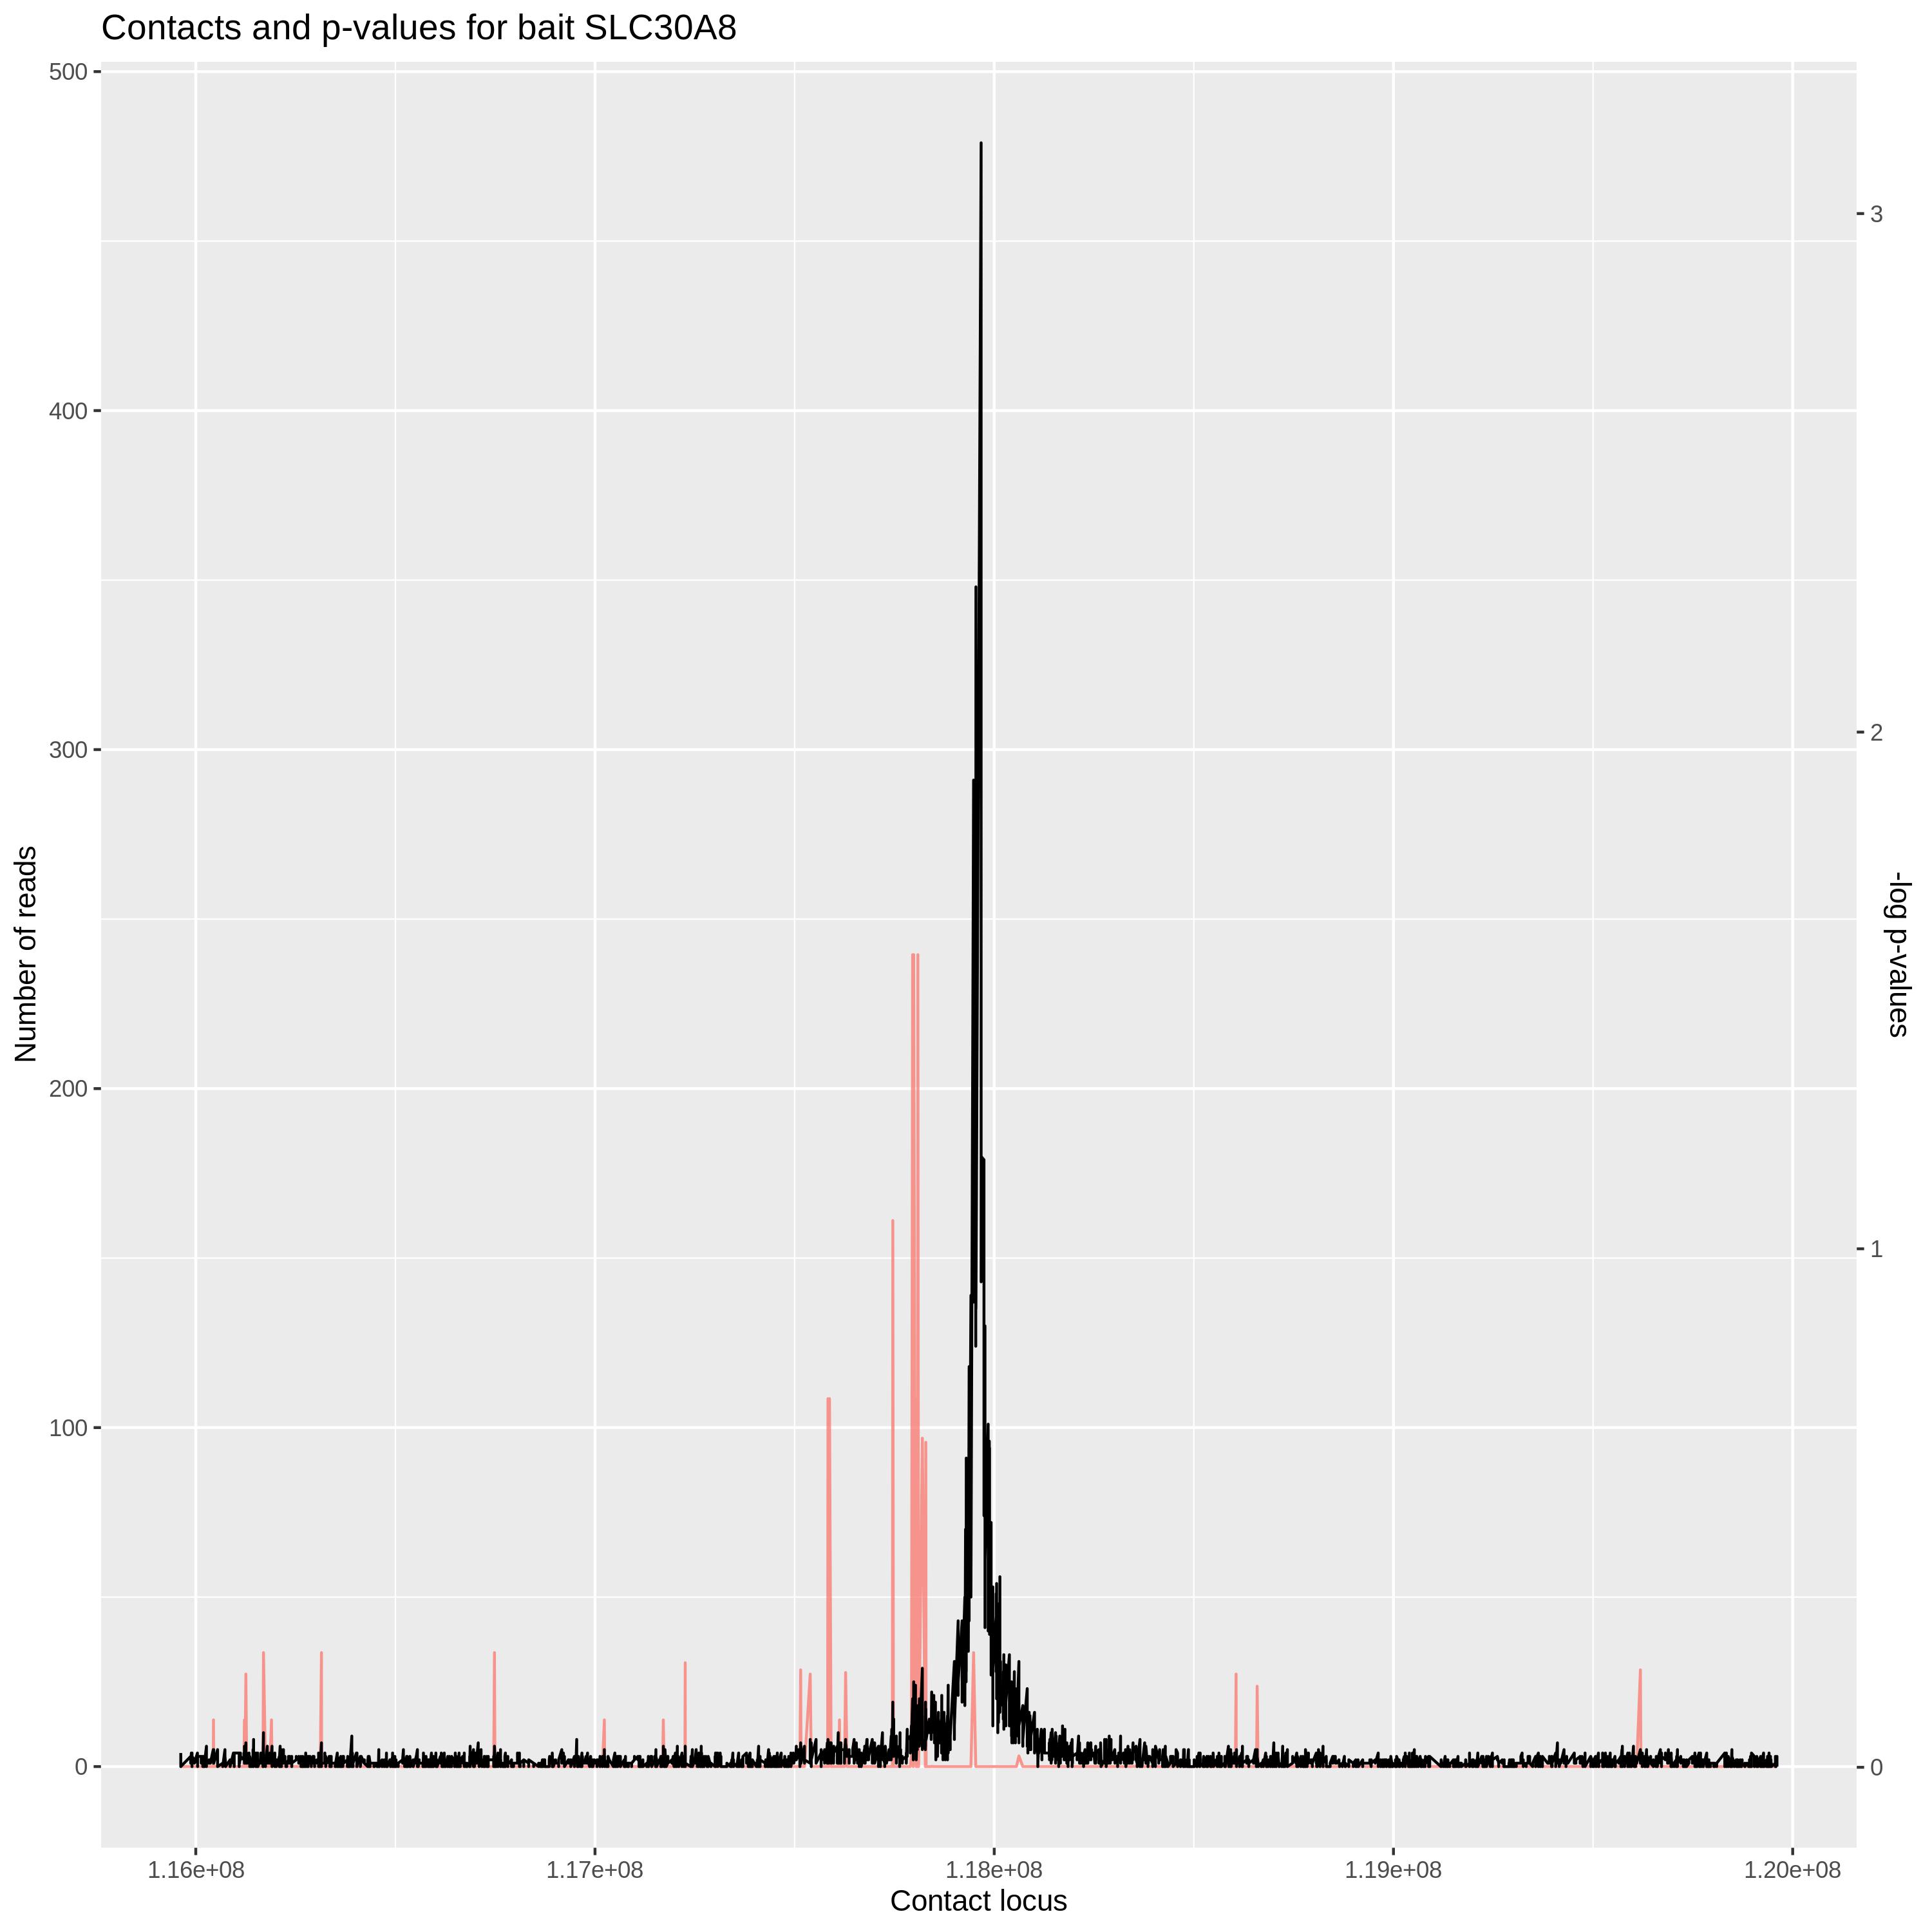 Contacts and p-values for bait SLC30A8
500
400
300
200
100
0
Number of reads
3
2
1
0
-log p-values
1.16e+08
1.17e+08
1.18e+08
1.19e+08
1.20e+08
Contact locus